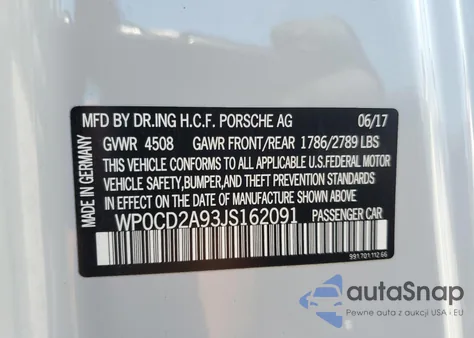 MFD BY DR.ING H.C.F. PORSCHE AG 06/17
GVWR 4508 GAWR FRONT/REAR 1786/2789 LBS
THIS VEHICLE CONFORMS TO ALL APPLICABLE U.S.FEDERAL MOTOR
VEHICLE SAFETY,BUMPER,AND THEFT PREVENTION STANDARDS
IN EFFECT ON THE DATE OF MANUFACTURE SHOWN ABOVE
WP0CD2A93JS162091 PASSENGER CAR
MADE IN GERMANY
991.701.112.66
autoSnap
Pewne auta z aukcji USA i EU